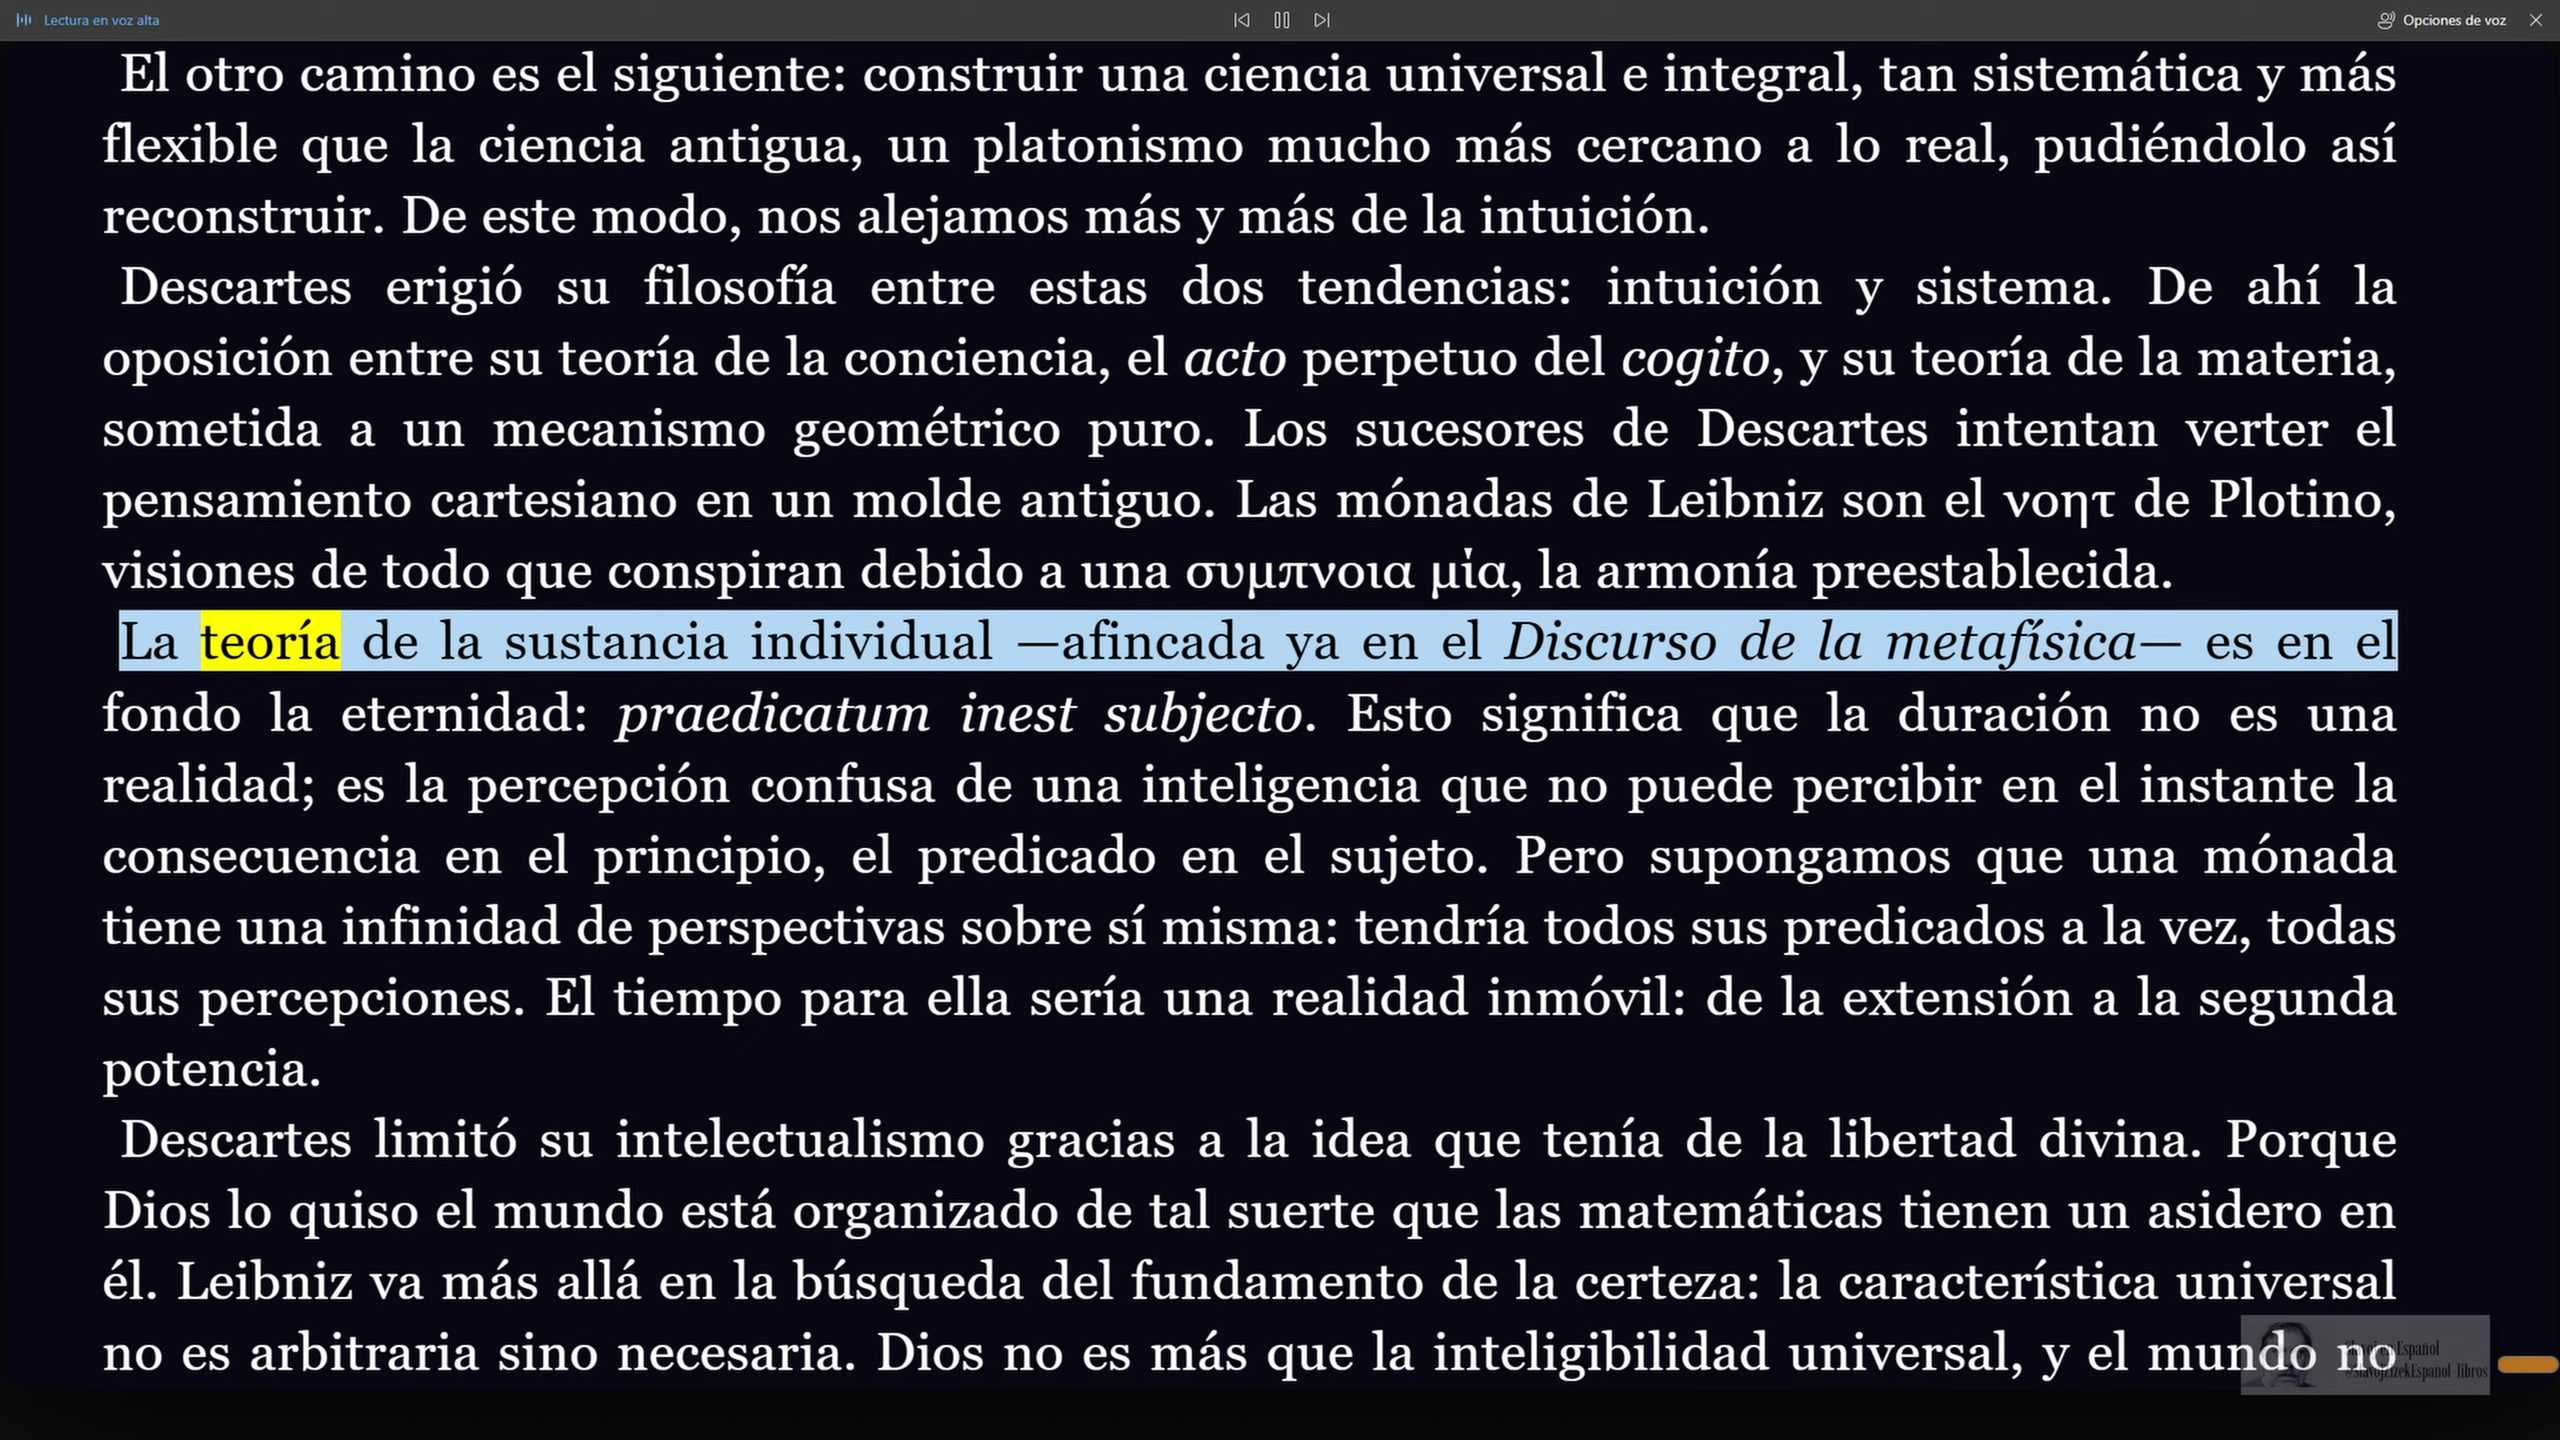 Lectura en voz alta
Opciones de voz
El otro camino es el siguiente: construir una ciencia universal e integral, tan sistemática y más
flexible que la ciencia antigua, un platonismo mucho más cercano a lo real, pudiéndolo así
reconstruir. De este modo, nos alejamos más y más de la intuición.
Descartes erigió su filosofía entre estas dos tendencias: intuición y sistema. De ahí la
oposición entre su teoría de la conciencia, el acto perpetuo del cogito, y su teoría de la materia,
sometida a un mecanismo geométrico puro. Los sucesores de Descartes intentan verter el
pensamiento cartesiano en un molde antiguo. Las mónadas de Leibniz son el νοητ de Plotino,
visiones de todo que conspiran debido a una συμπνοια μἱα, la armonía preestablecida.
La teoría de la sustancia individual —afincada ya en el Discurso de la metafísica— es en el
fondo la eternidad: praedicatum inest subjecto. Esto significa que la duración no es una
realidad; es la percepción confusa de una inteligencia que no puede percibir en el instante la
consecuencia en el principio, el predicado en el sujeto. Pero supongamos que una mónada
tiene una infinidad de perspectivas sobre sí misma: tendría todos sus predicados a la vez, todas
sus percepciones. El tiempo para ella sería una realidad inmóvil: de la extensión a la segunda
potencia.
Descartes limitó su intelectualismo gracias a la idea que tenía de la libertad divina. Porque
Dios lo quiso el mundo está organizado de tal suerte que las matemáticas tienen un asidero en
él. Leibniz va más allá en la búsqueda del fundamento de la certeza: la característica universal
no es arbitraria sino necesaria. Dios no es más que la inteligibilidad universal, y el mundo no
Español